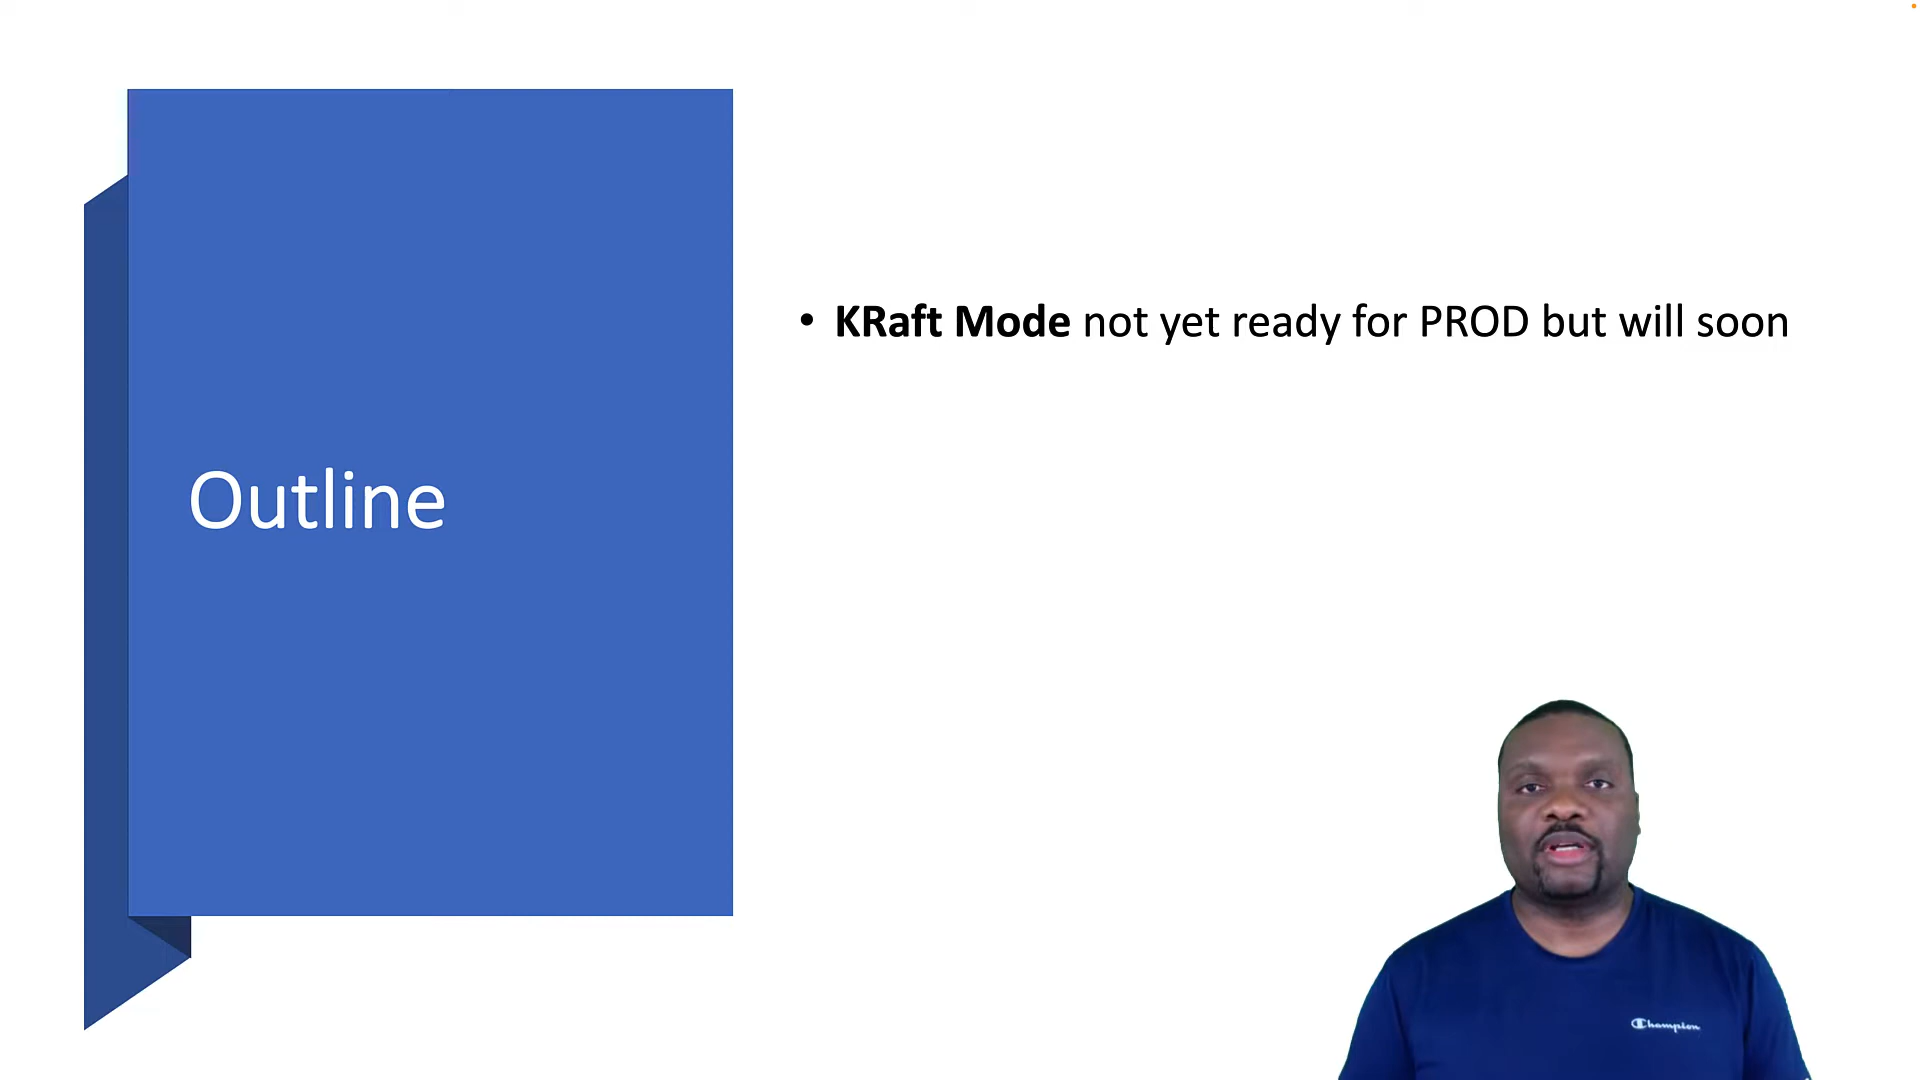 Outline
• KRaft Mode not yet ready for PROD but will soon
Champion